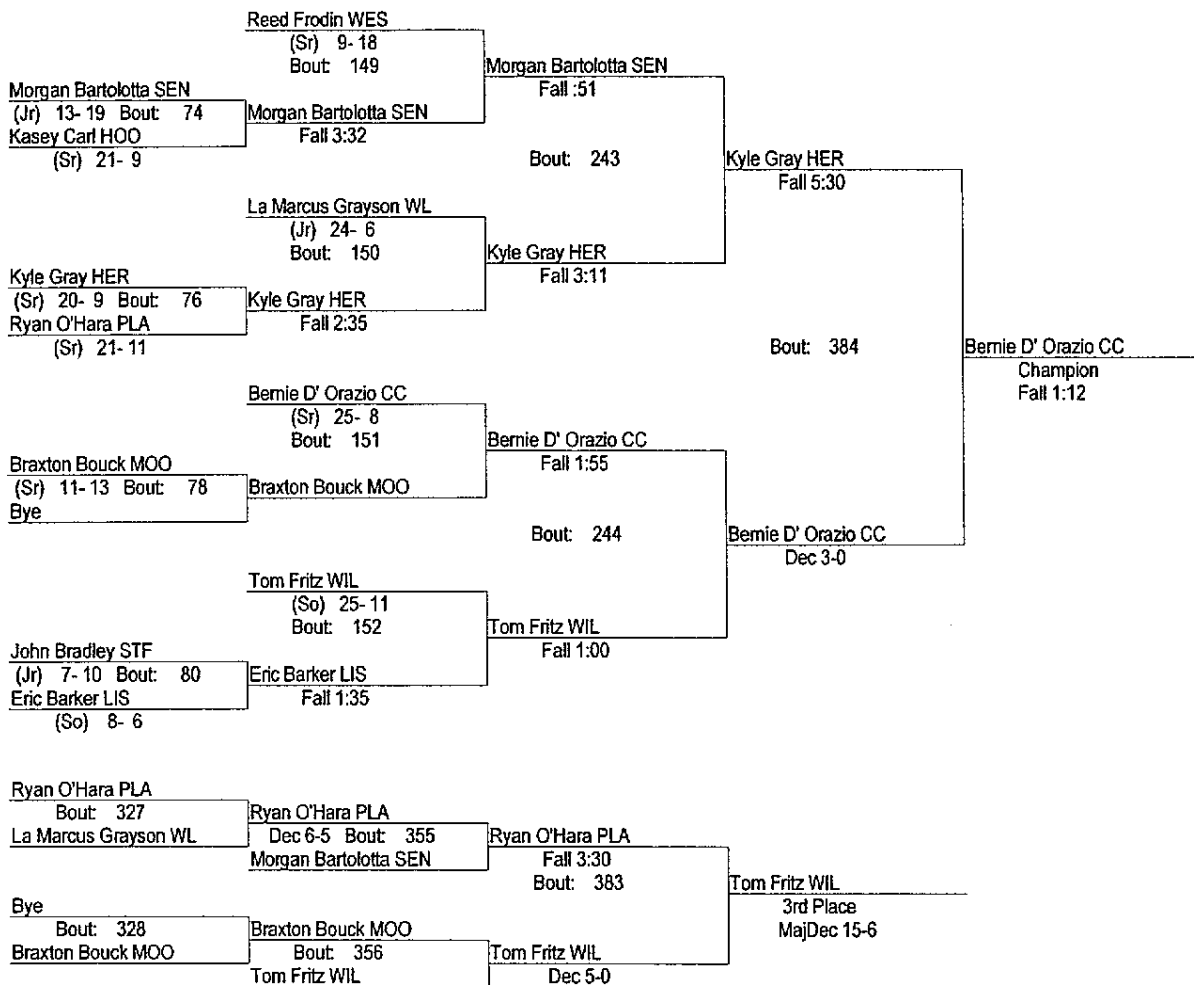 Reed Frodin WES
(Sr) 9- 18
Bout: 149
Morgan Bartolotta SEN
Fall :51
Morgan Bartolotta SEN
(Jr) 13- 19 Bout: 74
Kasey Carl HOO
(Sr) 21- 9
Morgan Bartolotta SEN
Fall 3:32
Bout: 243
Kyle Gray HER
Fall 5:30
La Marcus Grayson WL
(Jr) 24- 6
Bout: 150
Kyle Gray HER
Fall 3:11
Kyle Gray HER
(Sr) 20- 9 Bout: 76
Ryan O'Hara PLA
(Sr) 21- 11
Kyle Gray HER
Fall 2:35
Bout: 384
Bernie D' Orazio CC
Champion
Fall 1:12
Bernie D' Orazio CC
(Sr) 25- 8
Bout: 151
Bernie D' Orazio CC
Fall 1:55
Braxton Bouck MOO
(Sr) 11- 13 Bout: 78
Bye
Braxton Bouck MOO
Bout: 244
Bernie D' Orazio CC
Dec 3-0
Tom Fritz WIL
(So) 25- 11
Bout: 152
Tom Fritz WIL
Fall 1:00
John Bradley STF
(Jr) 7- 10 Bout: 80
Eric Barker LIS
(So) 8- 6
Eric Barker LIS
Fall 1:35
Ryan O'Hara PLA
Bout: 327
La Marcus Grayson WL
Ryan O'Hara PLA
Dec 6-5 Bout: 355
Morgan Bartolotta SEN
Ryan O'Hara PLA
Fall 3:30
Bout: 383
Tom Fritz WIL
3rd Place
MajDec 15-6
Bye
Bout: 328
Braxton Bouck MOO
Braxton Bouck MOO
Bout: 356
Tom Fritz WIL
Tom Fritz WIL
Dec 5-0